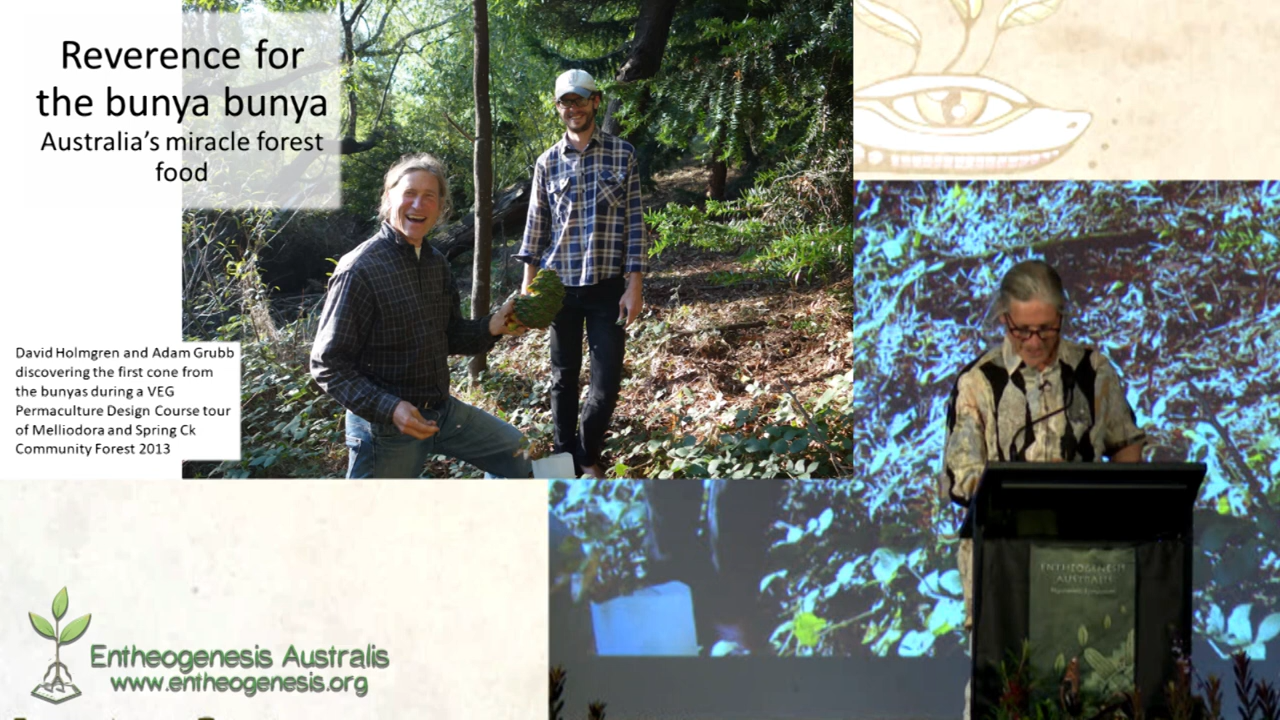 Reverence for
the bunya bunya
Australia's miracle forest
food
David Holmgren and Adam Grubb
discovering the first cone from
the bunyas during a VEG
Permaculture Design Course tour
of Melliodora and Spring Ck
Community Forest 2013
ENTHEOGENESIS
AUSTRALIS
Entheogenesis Australis
www.entheogenesis.org